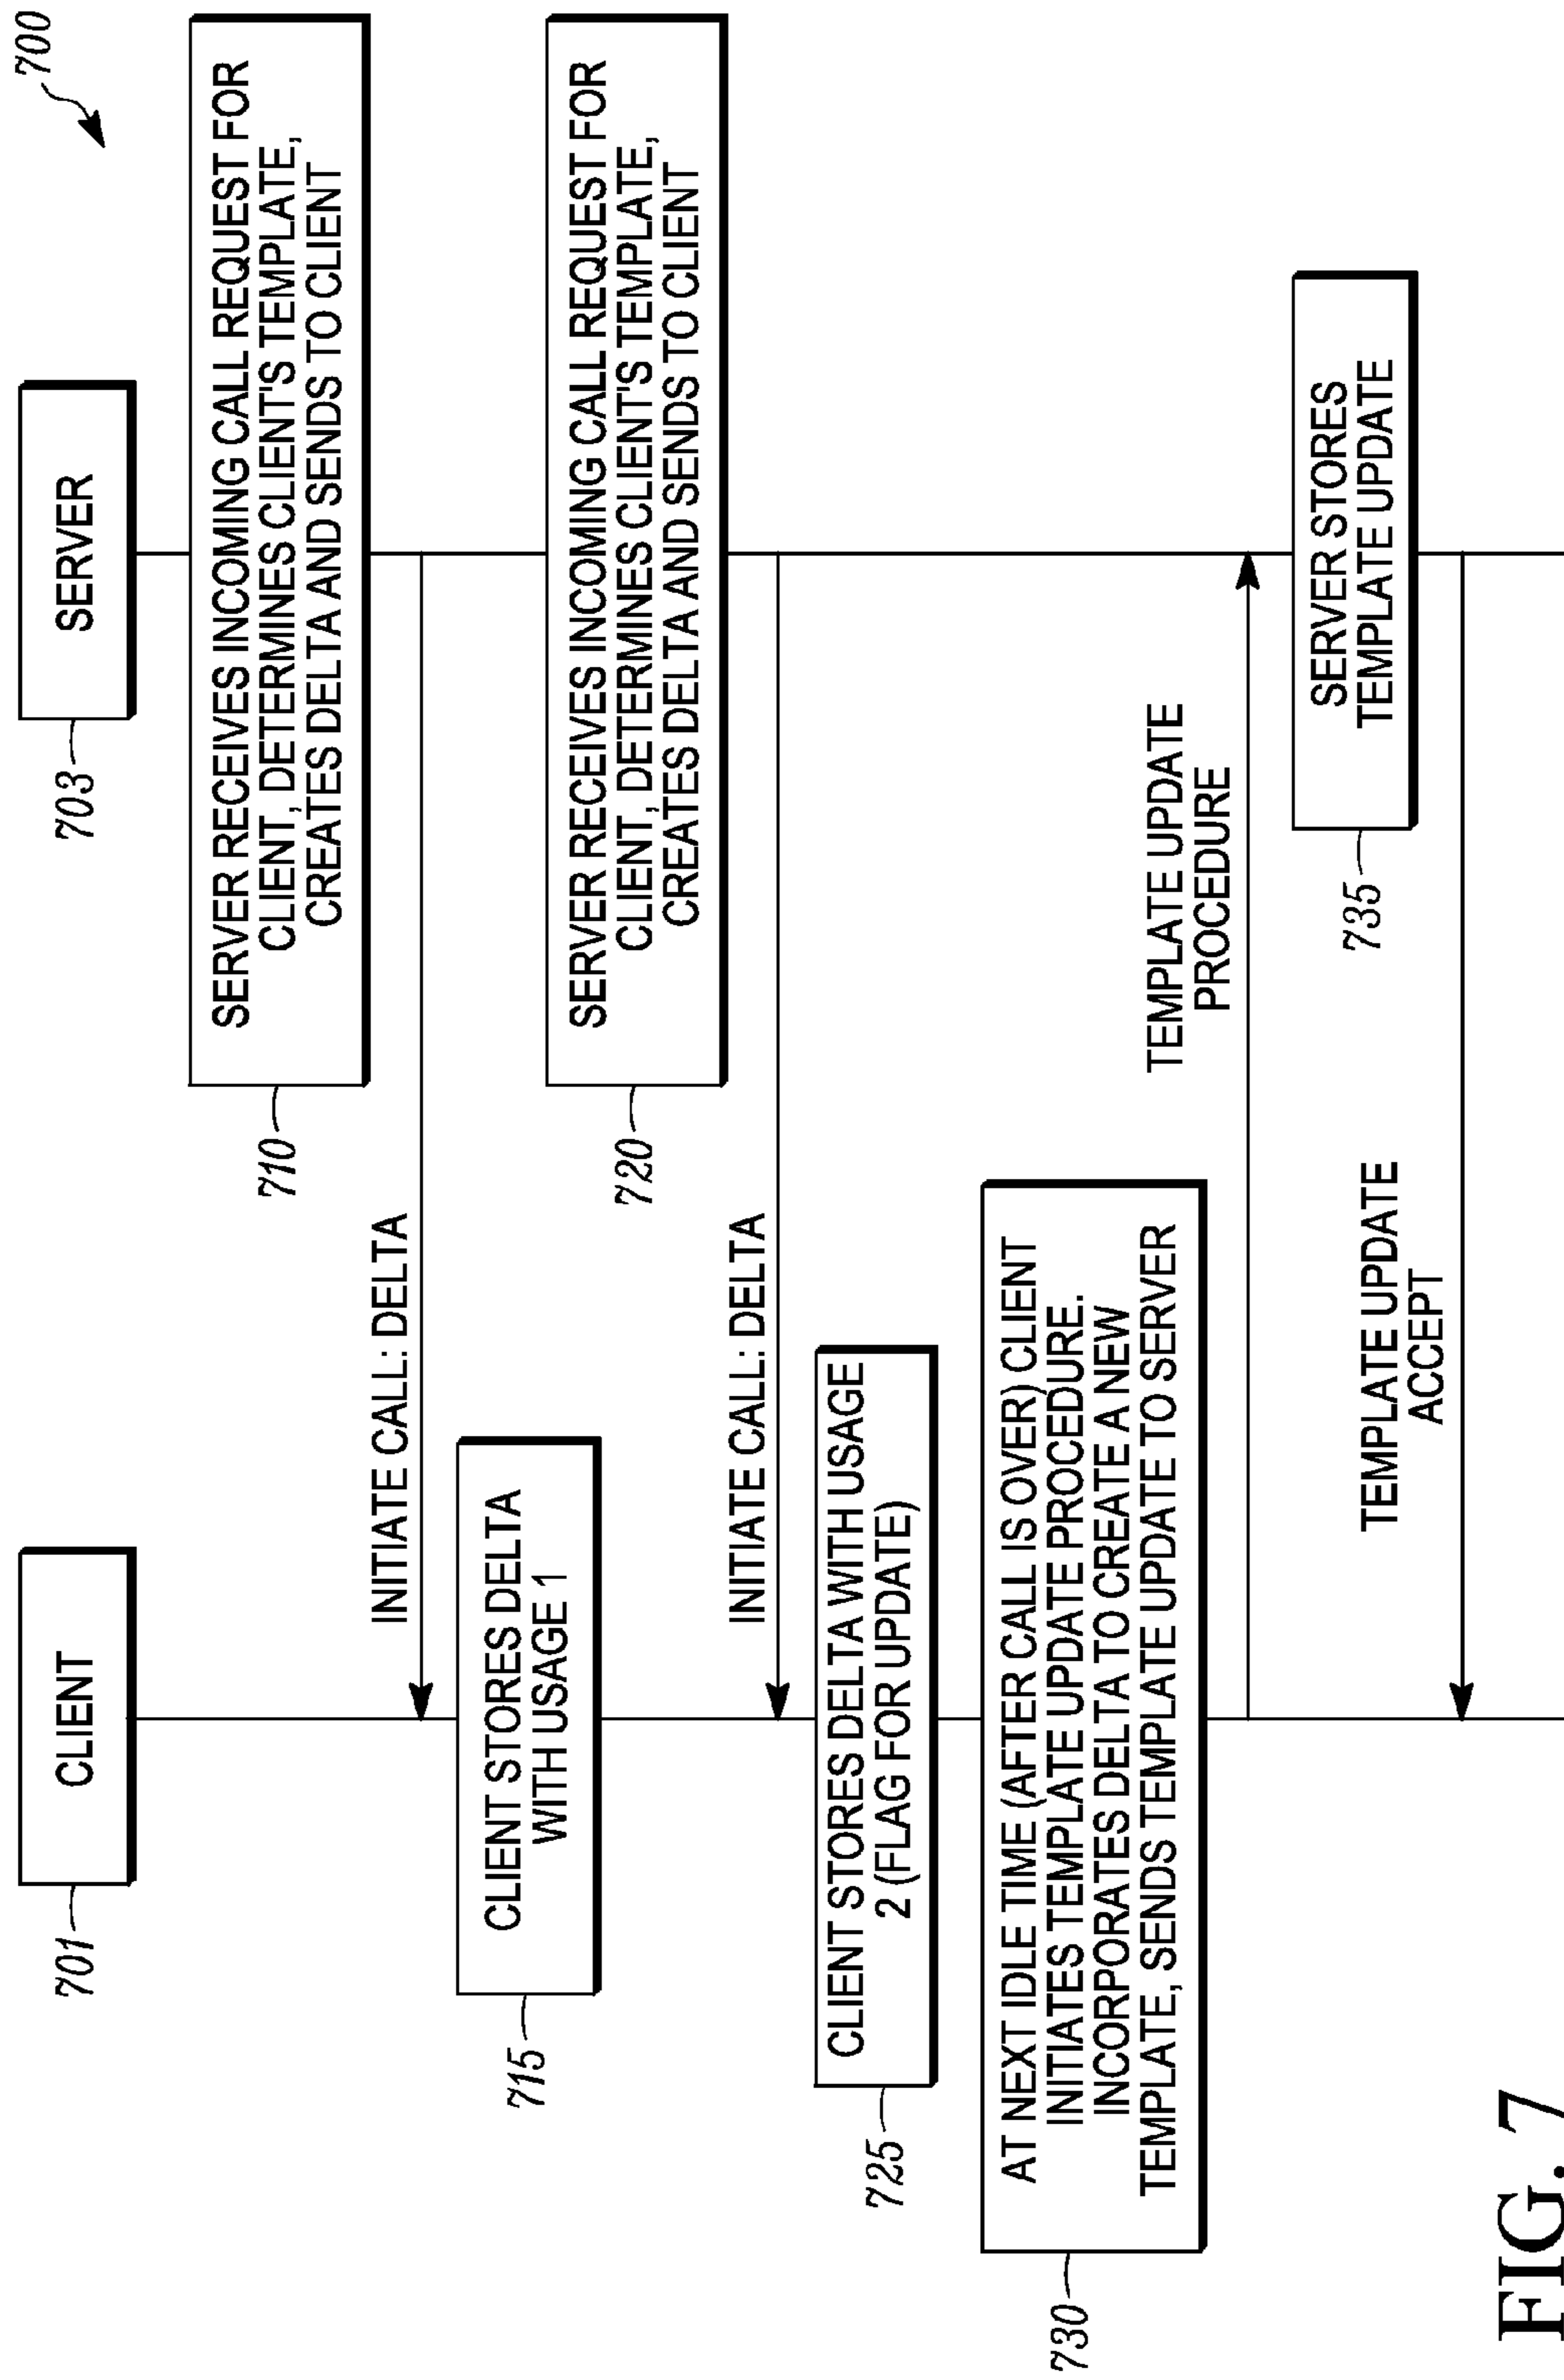 700
CLIENT
701
SERVER
703
SERVER RECEIVES INCOMING CALL REQUEST FOR
CLIENT, DETERMINES CLIENT'S TEMPLATE,
CREATES DELTA AND SENDS TO CLIENT
710
INITIATE CALL: DELTA
CLIENT STORES DELTA
WITH USAGE 1
715
SERVER RECEIVES INCOMING CALL REQUEST FOR
CLIENT, DETERMINES CLIENT'S TEMPLATE,
CREATES DELTA AND SENDS TO CLIENT
720
INITIATE CALL: DELTA
CLIENT STORES DELTA WITH USAGE
2 (FLAG FOR UPDATE)
725
AT NEXT IDLE TIME (AFTER CALL IS OVER) CLIENT
INITIATES TEMPLATE UPDATE PROCEDURE.
INCORPORATES DELTA TO CREATE A NEW
TEMPLATE, SENDS TEMPLATE UPDATE TO SERVER
730
TEMPLATE UPDATE
PROCEDURE
SERVER STORES
TEMPLATE UPDATE
735
TEMPLATE UPDATE
ACCEPT
FIG. 7